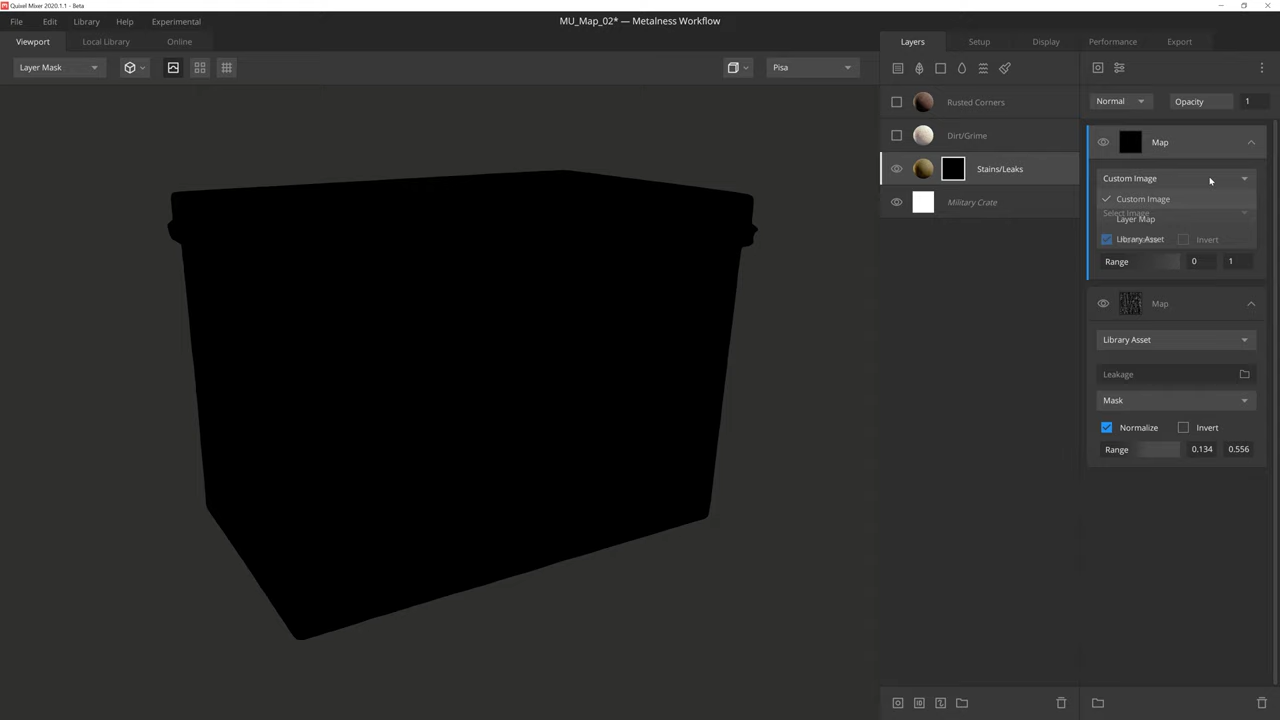 Quixel Mixer 2020.1.1 - Beta
File Edit Library Help Experimental
MU_Map_02* — Metalness Workflow
Viewport Local Library Online
Layers Setup Display Performance Export
Layer Mask
Pisa
Rusted Corners
Dirt/Grime
Stains/Leaks
Military Crate
Normal Opacity 1
Map
Custom Image
Custom Image
Select Image
Layer Map
Library Asset Invert
Range 0 1
Map
Library Asset
Leakage
Mask
Normalize Invert
Range 0.134 0.556